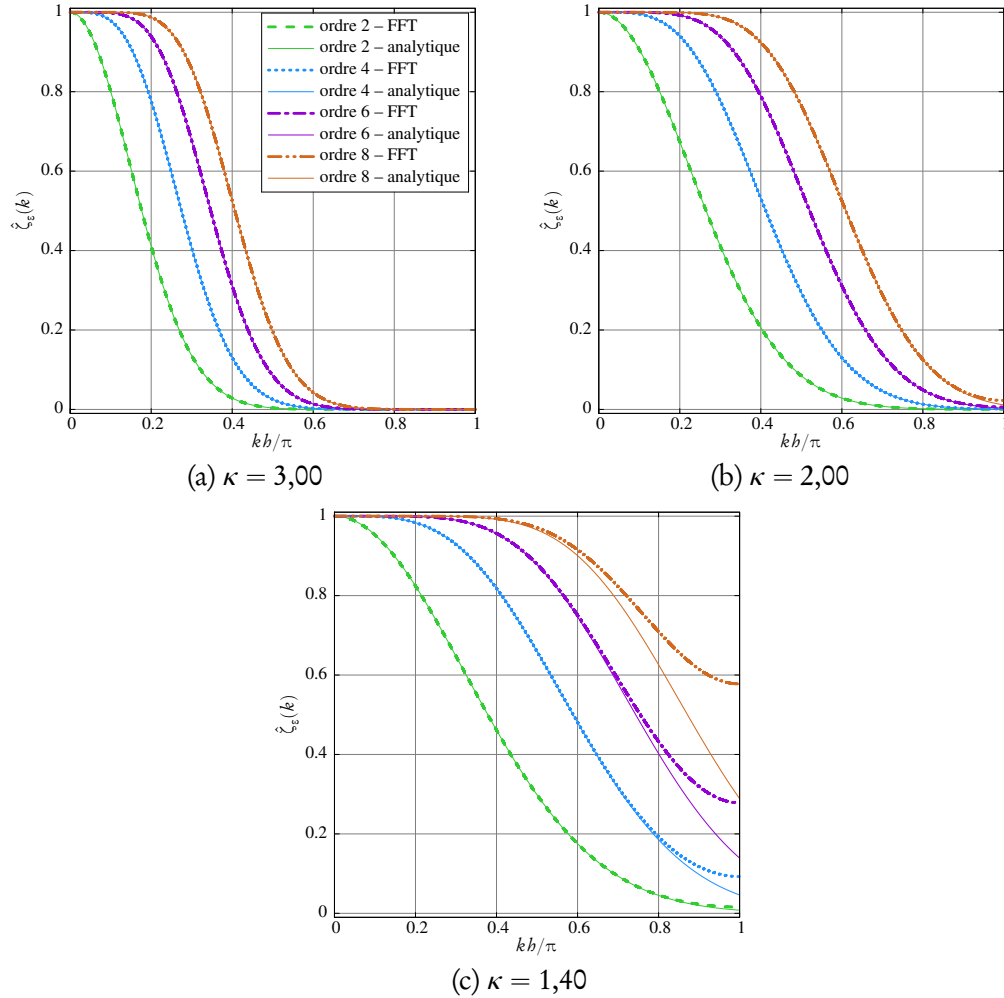 1
0.8
0.6
0.4
0.2
0
ζ̂ε(k)
0
0.2
0.4
0.6
0.8
1
kh/π
ordre 2 – FFT
ordre 2 – analytique
ordre 4 – FFT
ordre 4 – analytique
ordre 6 – FFT
ordre 6 – analytique
ordre 8 – FFT
ordre 8 – analytique
(a) κ = 3,00
1
0.8
0.6
0.4
0.2
0
ζ̂ε(k)
0
0.2
0.4
0.6
0.8
1
kh/π
(b) κ = 2,00
1
0.8
0.6
0.4
0.2
0
ζ̂ε(k)
0
0.2
0.4
0.6
0.8
1
kh/π
(c) κ = 1,40